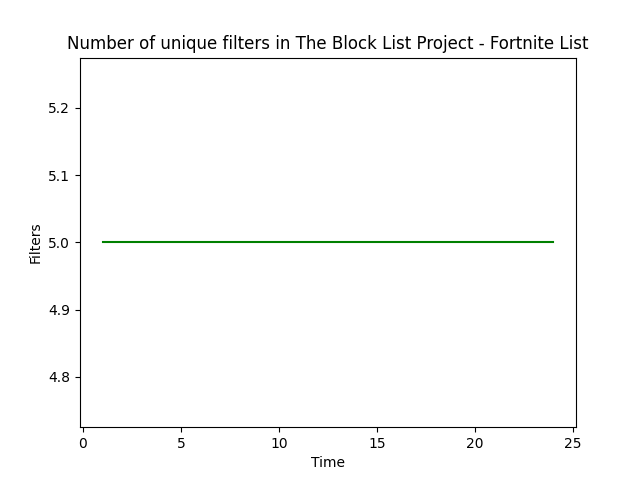 Number of unique filters in The Block List Project - Fortnite List
5.2
5.1
5.0
4.9
4.8
Filters
0 5 10 15 20 25
Time